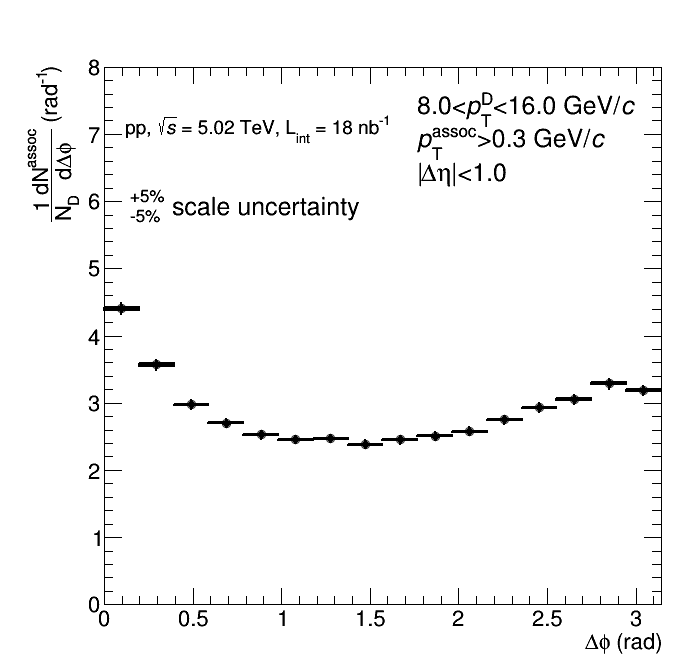 1 dN^assoc
N_D dΔϕ (rad⁻¹)
8
7
6
5
4
3
2
1
0
pp, √s = 5.02 TeV, L_int = 18 nb⁻¹
+5%
-5% scale uncertainty
8.0<p_T^D<16.0 GeV/c
p_T^assoc>0.3 GeV/c
|Δη|<1.0
0 0.5 1 1.5 2 2.5 3
Δϕ (rad)